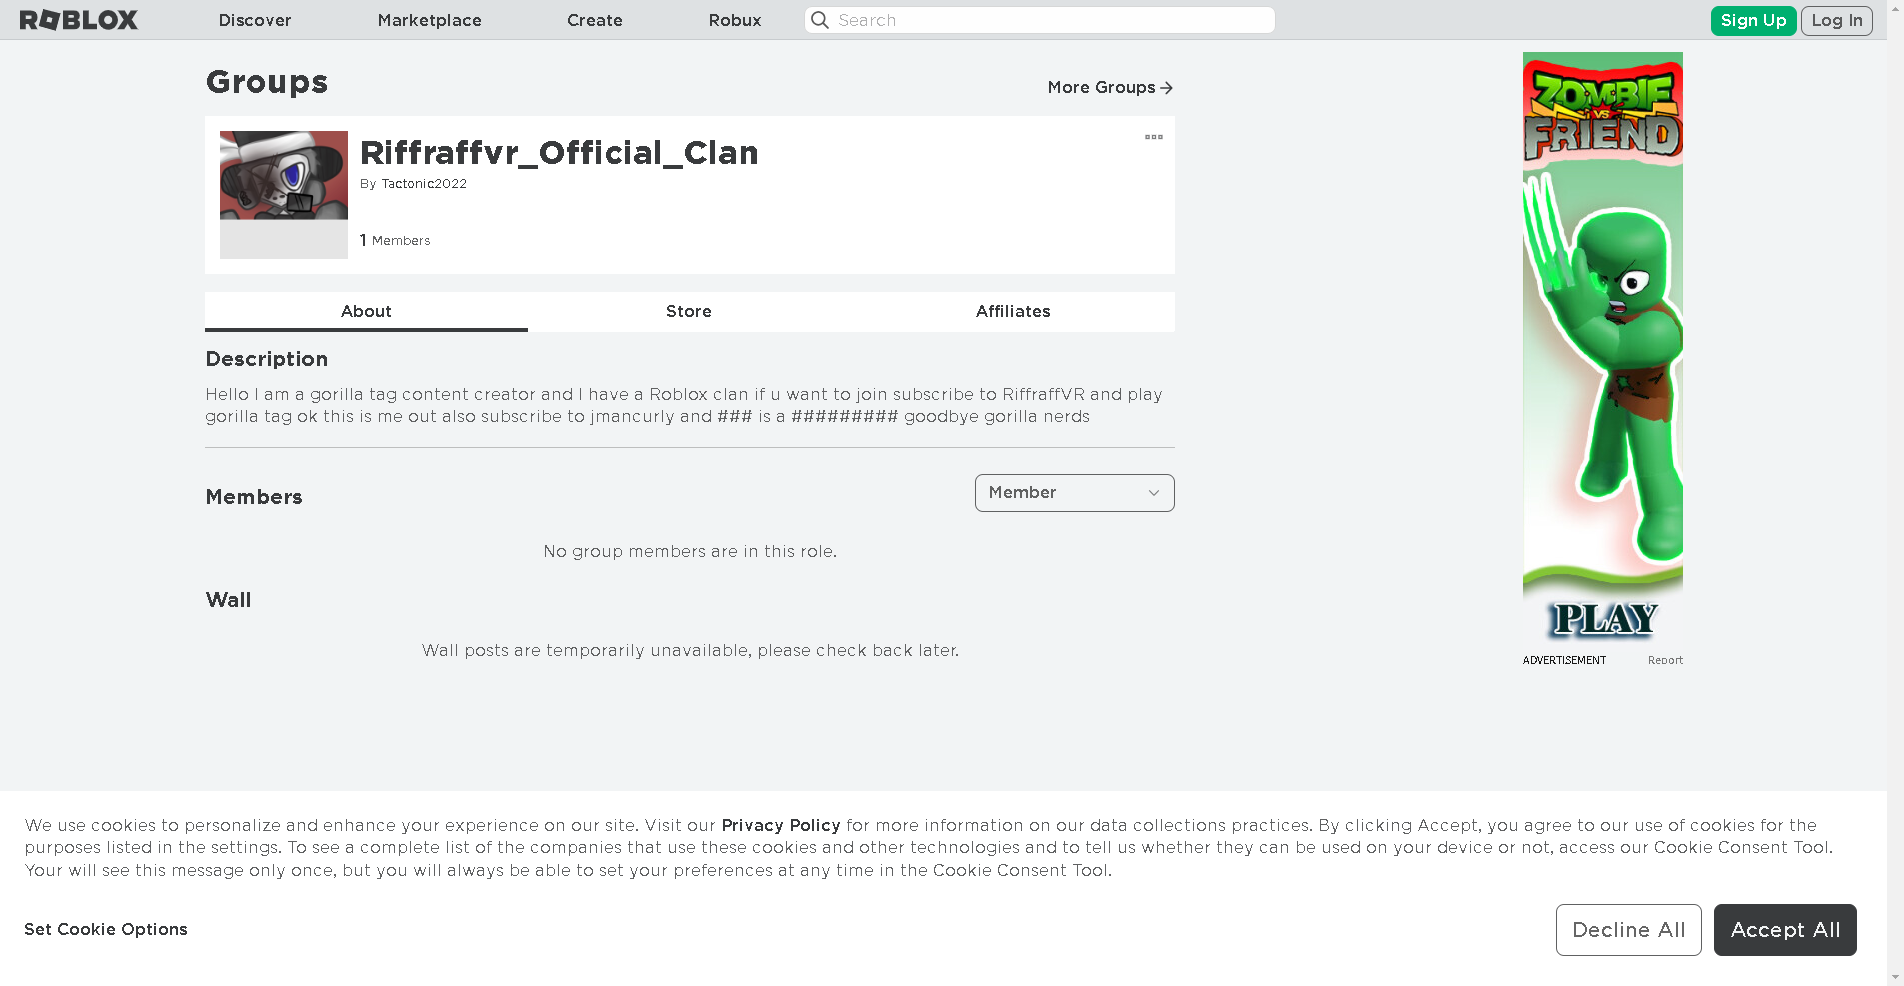 ROBLOX Discover Marketplace Create Robux Search Sign Up Log In
Groups
More Groups
Riffraffvr_Official_Clan
By Tactonic2022
1 Members
About Store Affiliates
Description
Hello I am a gorilla tag content creator and I have a Roblox clan if u want to join subscribe to RiffraffVR and play
gorilla tag ok this is me out also subscribe to jmancurly and ### is a ######### goodbye gorilla nerds
Members
Member
No group members are in this role.
Wall
Wall posts are temporarily unavailable, please check back later.
ZOMBIE
VS
FRIEND
PLAY
ADVERTISEMENT Report
We use cookies to personalize and enhance your experience on our site. Visit our Privacy Policy for more information on our data collections practices. By clicking Accept, you agree to our use of cookies for the
purposes listed in the settings. To see a complete list of the companies that use these cookies and other technologies and to tell us whether they can be used on your device or not, access our Cookie Consent Tool.
Your will see this message only once, but you will always be able to set your preferences at any time in the Cookie Consent Tool.
Set Cookie Options
Decline All Accept All